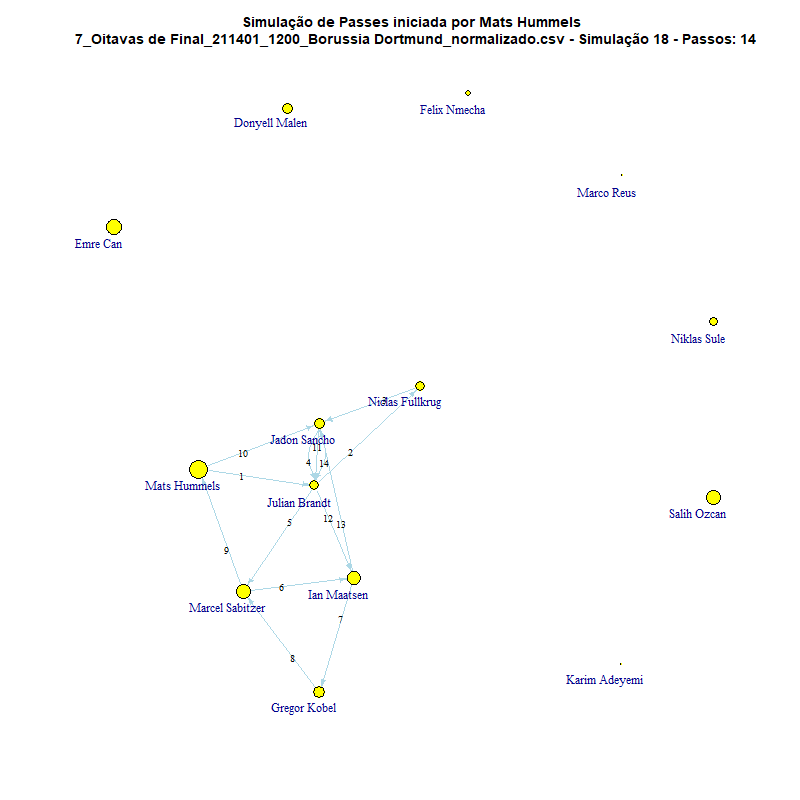 Simulação de Passes iniciada por Mats Hummels
7_Oitavas de Final_211401_1200_Borussia Dortmund_normalizado.csv - Simulação 18 - Passos: 14
Felix Nmecha
Donyell Malen
Marco Reus
Emre Can
Niklas Sule
3
Niclas Fullkrug
Jadon Sancho
11
10
2
4
14
1
Mats Hummels
Julian Brandt
Salih Ozcan
12
5
13
9
6
Ian Maatsen
Marcel Sabitzer
7
8
Karim Adeyemi
Gregor Kobel